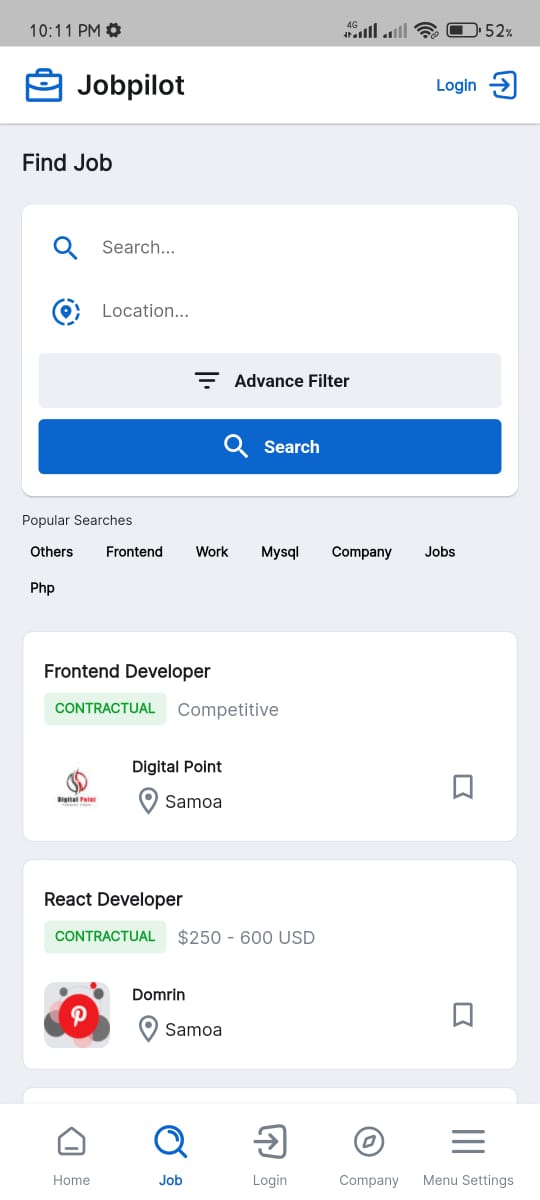 10:11 PM 4G 52%
Jobpilot Login
Find Job
Search...
Location...
Advance Filter
Search
Popular Searches
Others Frontend Work Mysql Company Jobs
Php
Frontend Developer
CONTRACTUAL Competitive
Digital Point
Digital Point
Samoa
React Developer
CONTRACTUAL $250 - 600 USD
Domrin
Samoa
Home Job Login Company Menu Settings